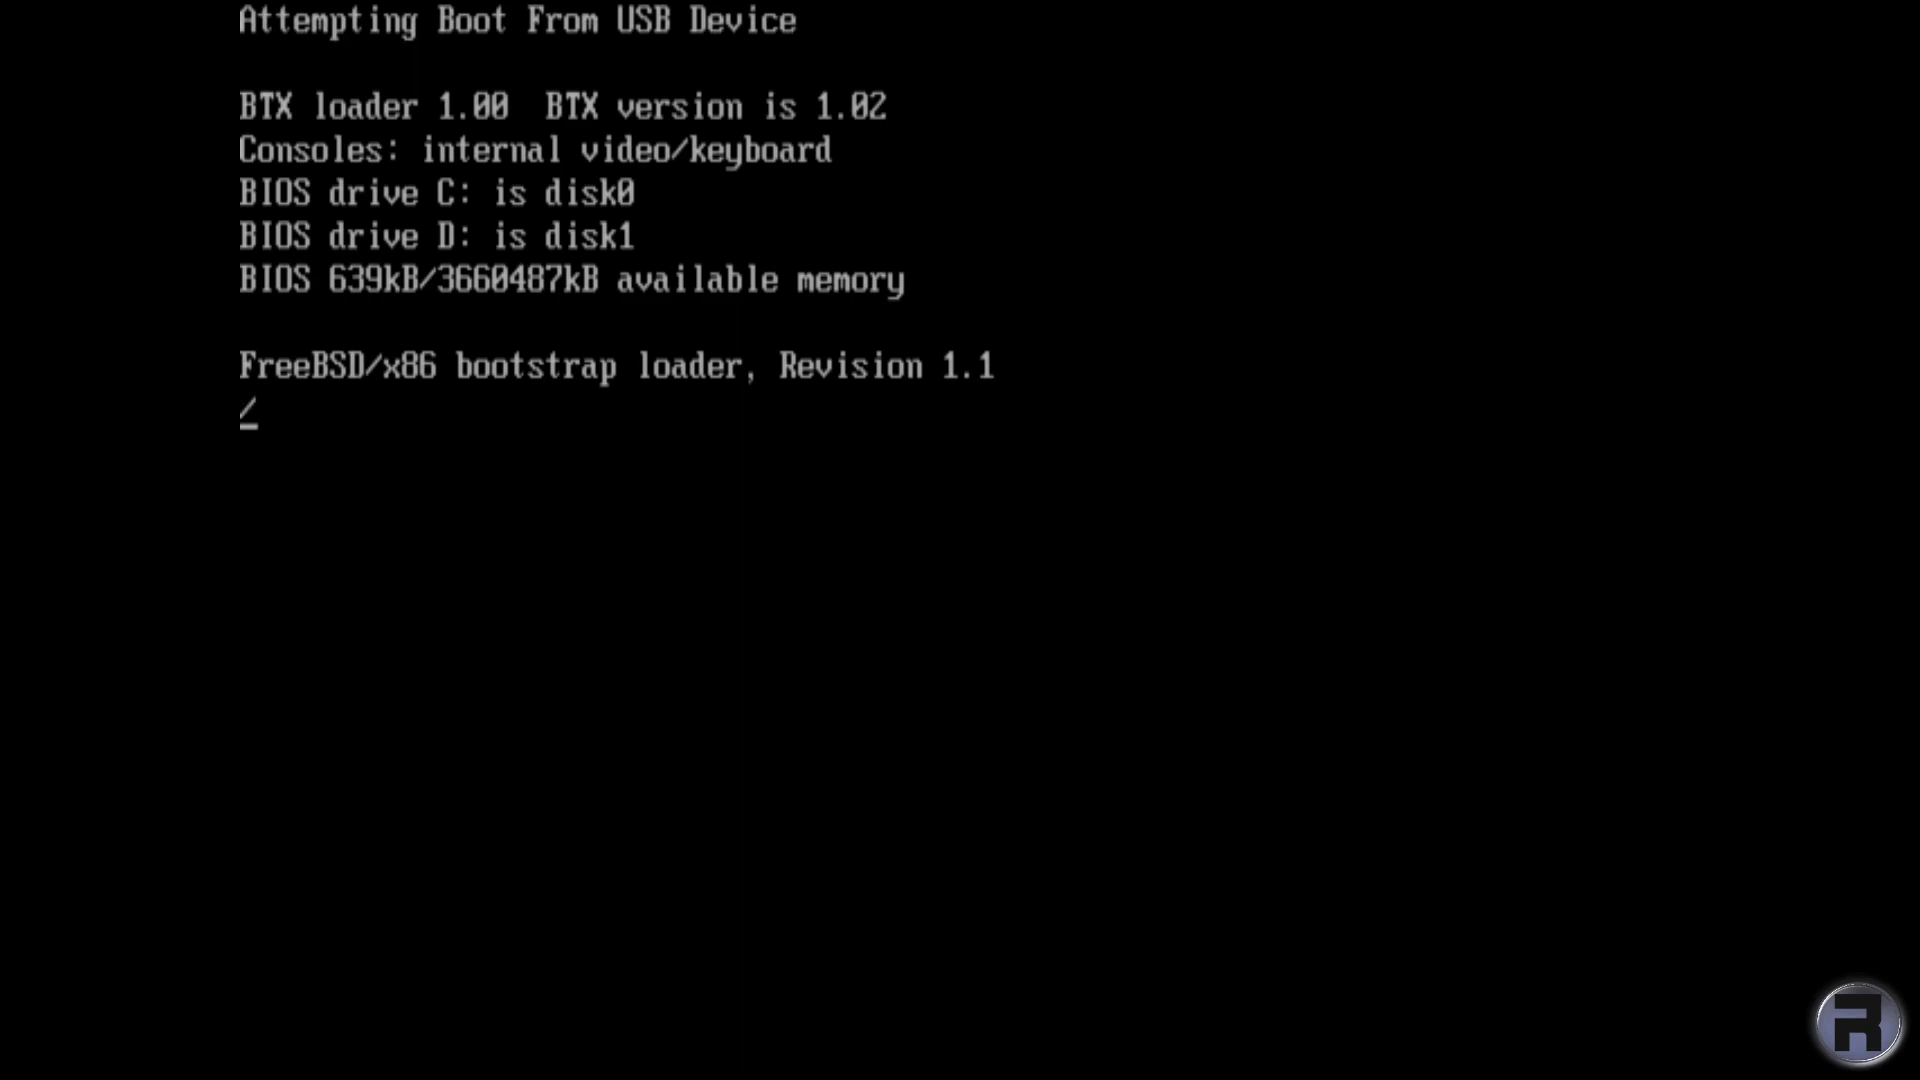 Attempting Boot From USB Device
BTX loader 1.00  BTX version is 1.02
Consoles: internal video/keyboard
BIOS drive C: is disk0
BIOS drive D: is disk1
BIOS 639kB/3660487kB available memory
FreeBSD/x86 bootstrap loader, Revision 1.1
/
R